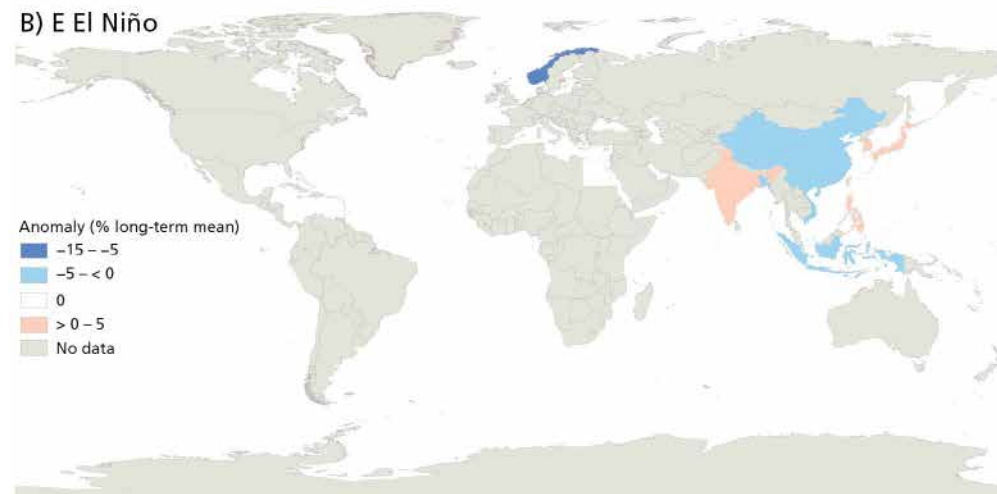 B) E El Niño
Anomaly (% long-term mean)
−15 – −5
−5 – < 0
0
> 0 – 5
No data